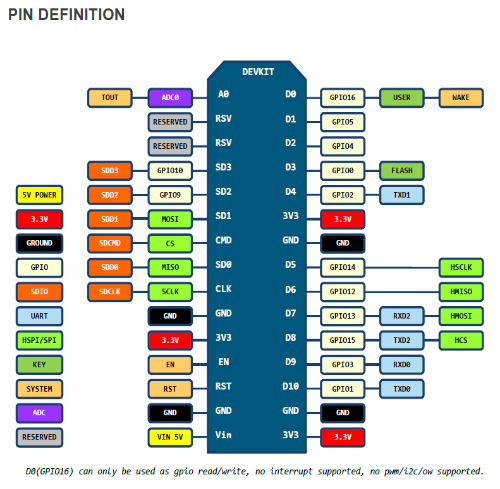 PIN DEFINITION
DEVKIT
TOUT ADC0 A0 D0 GPIO16 USER WAKE
RESERVED RSV D1 GPIO5
RESERVED RSV D2 GPIO4
SDD3 GPIO10 SD3 D3 GPIO0 FLASH
5V POWER SDD2 GPIO9 SD2 D4 GPIO2 TXD1
3.3V SDD1 MOSI SD1 3V3 3.3V
GROUND SDCMD CS CMD GND GND
GPIO SDD0 MISO SD0 D5 GPIO14 HSCLK
SDIO SDCLK SCLK CLK D6 GPIO12 HMISO
UART GND GND D7 GPIO13 RXD2 HMOSI
HSPI/SPI 3.3V 3V3 D8 GPIO15 TXD2 HCS
KEY EN EN D9 GPIO3 RXD0
SYSTEM RST RST D10 GPIO1 TXD0
ADC GND GND GND GND
RESERVED VIN 5V Vin 3V3 3.3V
D0(GPIO16) can only be used as gpio read/write, no interrupt supported, no pwm/i2c/ow supported.